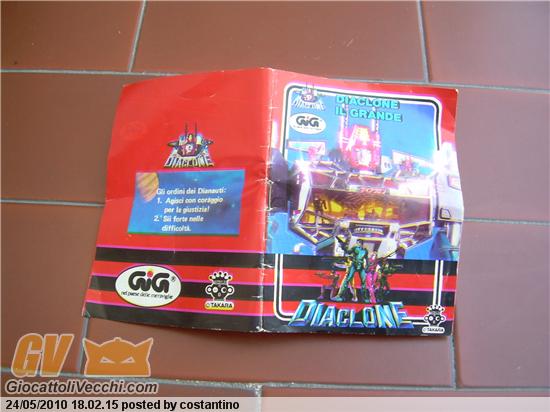 DIACLONE
Gli ordini dei Dianauti:
1. Agisci con coraggio
per la giustizia!
2. Sii forte nelle
difficoltà.
GiG ®
nel paese delle meraviglie
©TAKARA
DIACLONE
DIACLONE
IL GRANDE
GiG ®
DIACLONE
©TAKARA
GV
GiocattoliVecchi.com
24/05/2010 18.02.15 posted by costantino